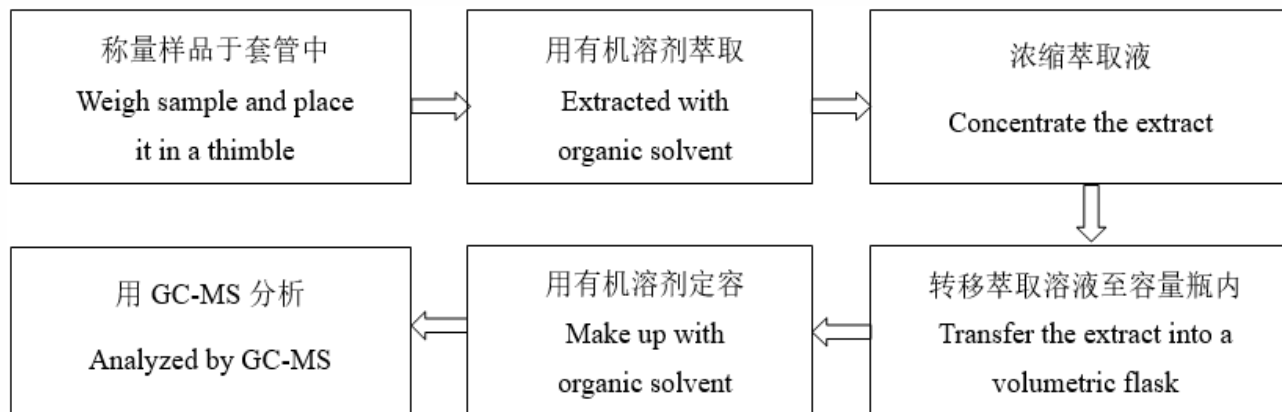 称量样品于套管中
Weigh sample and place
it in a thimble
用有机溶剂萃取
Extracted with
organic solvent
浓缩萃取液
Concentrate the extract
转移萃取溶液至容量瓶内
Transfer the extract into a
volumetric flask
用有机溶剂定容
Make up with
organic solvent
用 GC-MS 分析
Analyzed by GC-MS